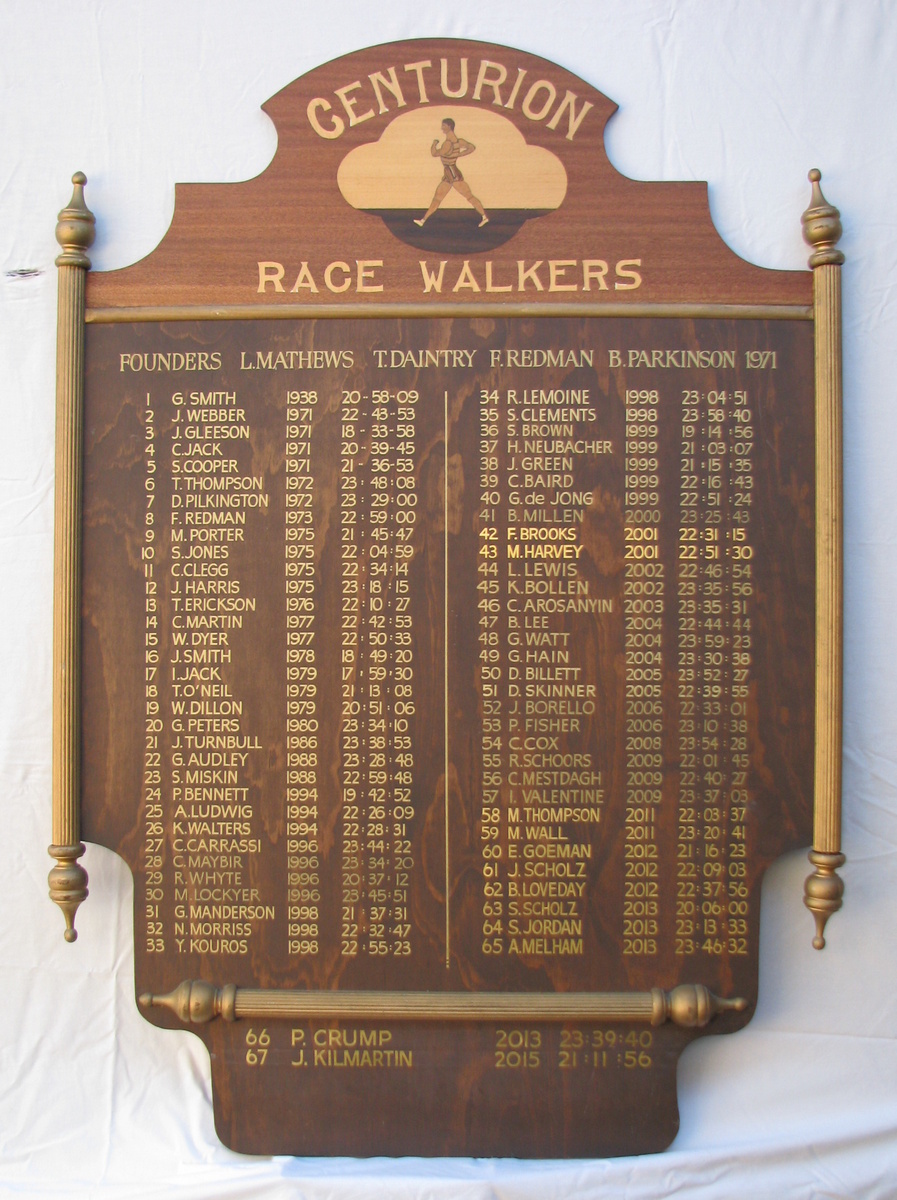 CENTURION
RACE WALKERS
FOUNDERS L.MATHEWS T.DAINTRY F.REDMAN B.PARKINSON 1971
1 G.SMITH 1938 20-58-09
2 J.WEBBER 1971 22-43-53
3 J.GLEESON 1971 18-33-58
4 C.JACK 1971 20-39-45
5 S.COOPER 1971 21-36-53
6 T.THOMPSON 1972 23:48:08
7 D.PILKINGTON 1972 23:29:00
8 F.REDMAN 1973 22:59:00
9 M.PORTER 1975 21:45:47
10 S.JONES 1975 22:04:59
11 C.CLEGG 1975 22:34:14
12 J.HARRIS 1975 23:18:15
13 T.ERICKSON 1976 22:10:27
14 C.MARTIN 1977 22:42:53
15 W.DYER 1977 22:50:33
16 J.SMITH 1978 18:49:20
17 I.JACK 1979 17:59:30
18 T.O'NEIL 1979 21:13:08
19 W.DILLON 1979 20:51:06
20 G.PETERS 1980 23:34:10
21 J.TURNBULL 1986 23:38:53
22 G.AUDLEY 1988 23:28:48
23 S.MISKIN 1988 22:59:48
24 P.BENNETT 1994 19:42:52
25 A.LUDWIG 1994 22:26:09
26 K.WALTERS 1994 22:28:31
27 C.CARRASSI 1996 23:44:22
28 C.MAYBIR 1996 23:34:20
29 R.WHYTE 1996 20:37:12
30 M.LOCKYER 1996 23:45:51
31 G.MANDERSON 1998 21:37:31
32 N.MORRISS 1998 22:32:47
33 Y.KOUROS 1998 22:55:23
34 R.LEMOINE 1998 23:04:51
35 S.CLEMENTS 1998 23:58:40
36 S.BROWN 1999 19:14:56
37 H.NEUBACHER 1999 21:03:07
38 J.GREEN 1999 21:15:35
39 C.BAIRD 1999 22:16:43
40 G.de JONG 1999 22:51:24
41 B.MILLEN 2000 23:25:43
42 F.BROOKS 2001 22:31:15
43 M.HARVEY 2001 22:51:30
44 L.LEWIS 2002 22:46:54
45 K.BOLLEN 2002 23:35:56
46 C.AROSANYIN 2003 23:35:31
47 B.LEE 2004 22:44:44
48 G.WATT 2004 23:59:23
49 G.HAIN 2004 23:30:38
50 D.BILLETT 2005 23:52:27
51 D.SKINNER 2005 22:39:55
52 J.BORELLO 2006 22:33:01
53 P.FISHER 2006 23:10:38
54 C.COX 2008 23:54:28
55 R.SCHOORS 2009 22:01:45
56 C.MESTDAGH 2009 22:40:27
57 I.VALENTINE 2009 23:37:03
58 M.THOMPSON 2011 22:03:37
59 M.WALL 2011 23:20:41
60 E.GOEMAN 2012 21:16:23
61 J.SCHOLZ 2012 22:09:03
62 B.LOVEDAY 2012 22:37:56
63 S.SCHOLZ 2013 20:06:00
64 S.JORDAN 2013 23:13:33
65 A.MELHAM 2013 23:46:32
66 P. CRUMP 2013 23:39:40
67 J. KILMARTIN 2015 21:11:56